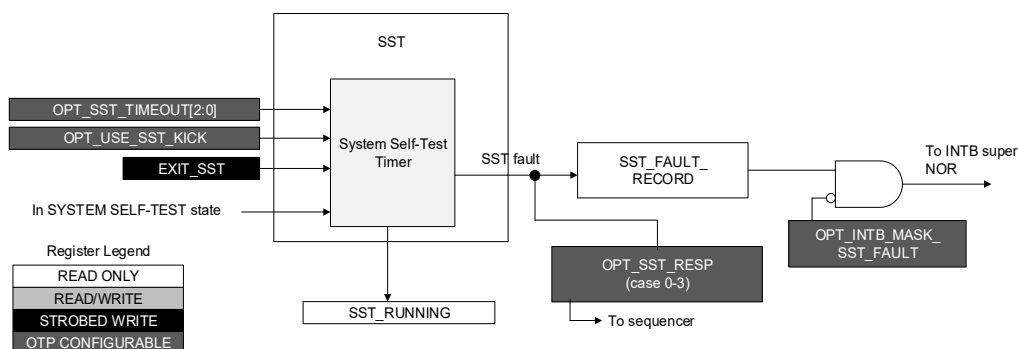 SST
OPT_SST_TIMEOUT[2:0]
OPT_USE_SST_KICK
EXIT_SST
In SYSTEM SELF-TEST state
System Self-Test
Timer
SST fault
SST_FAULT_
RECORD
To INTB super
NOR
OPT_INTB_MASK_
SST_FAULT
OPT_SST_RESP
(case 0-3)
To sequencer
SST_RUNNING
Register Legend
READ ONLY
READ/WRITE
STROBED WRITE
OTP CONFIGURABLE